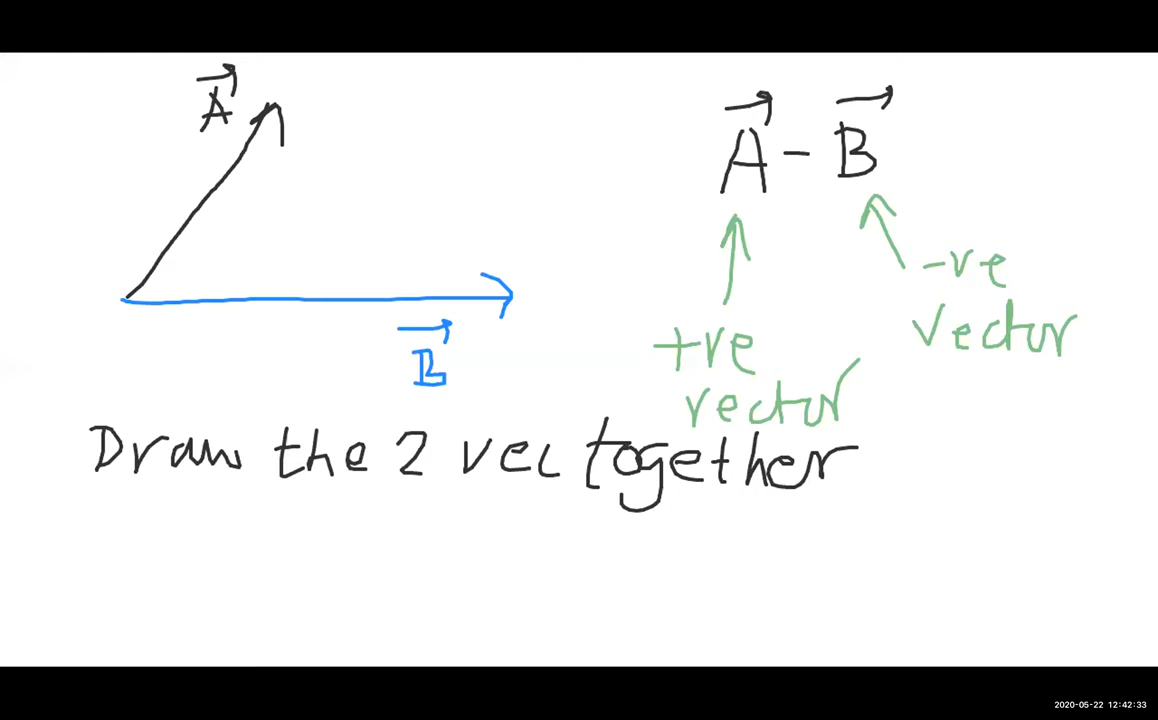 A
B
A - B
+ve
vector
-ve
vector
Draw the 2 vec together
2020-05-22 12:42:33